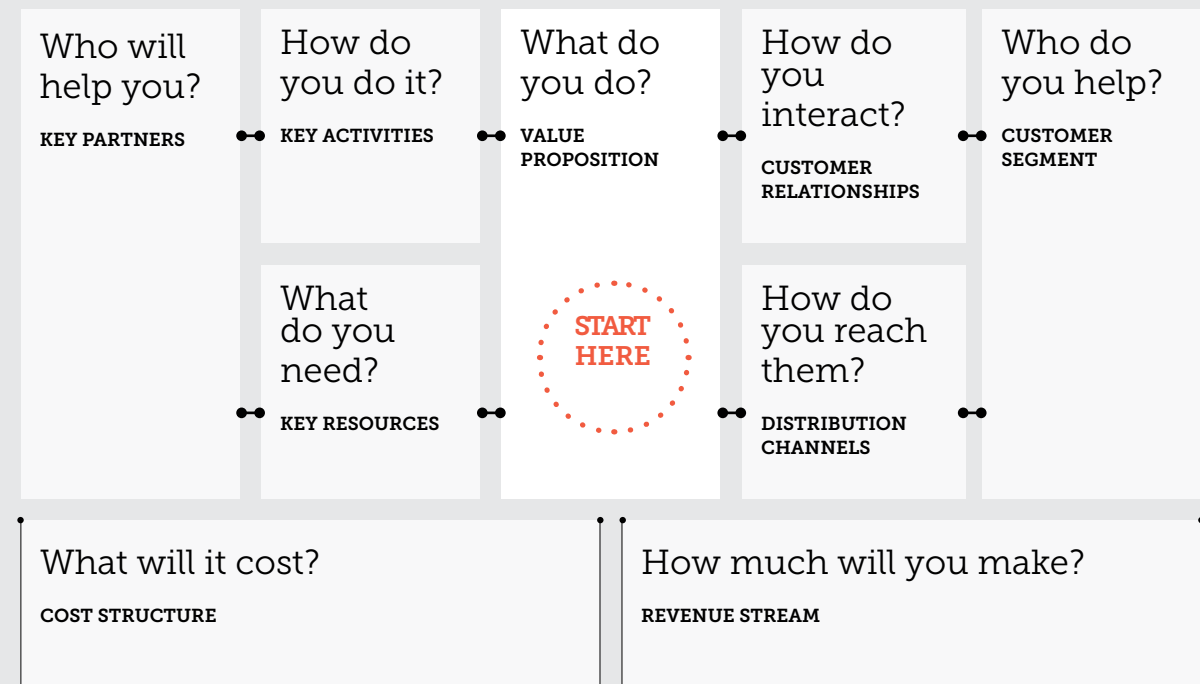 Who will
help you?
KEY PARTNERS
How do
you do it?
KEY ACTIVITIES
What
do you
need?
KEY RESOURCES
What do
you do?
VALUE
PROPOSITION
START
HERE
How do
you
interact?
CUSTOMER
RELATIONSHIPS
How do
you reach
them?
DISTRIBUTION
CHANNELS
Who do
you help?
CUSTOMER
SEGMENT
What will it cost?
COST STRUCTURE
How much will you make?
REVENUE STREAM